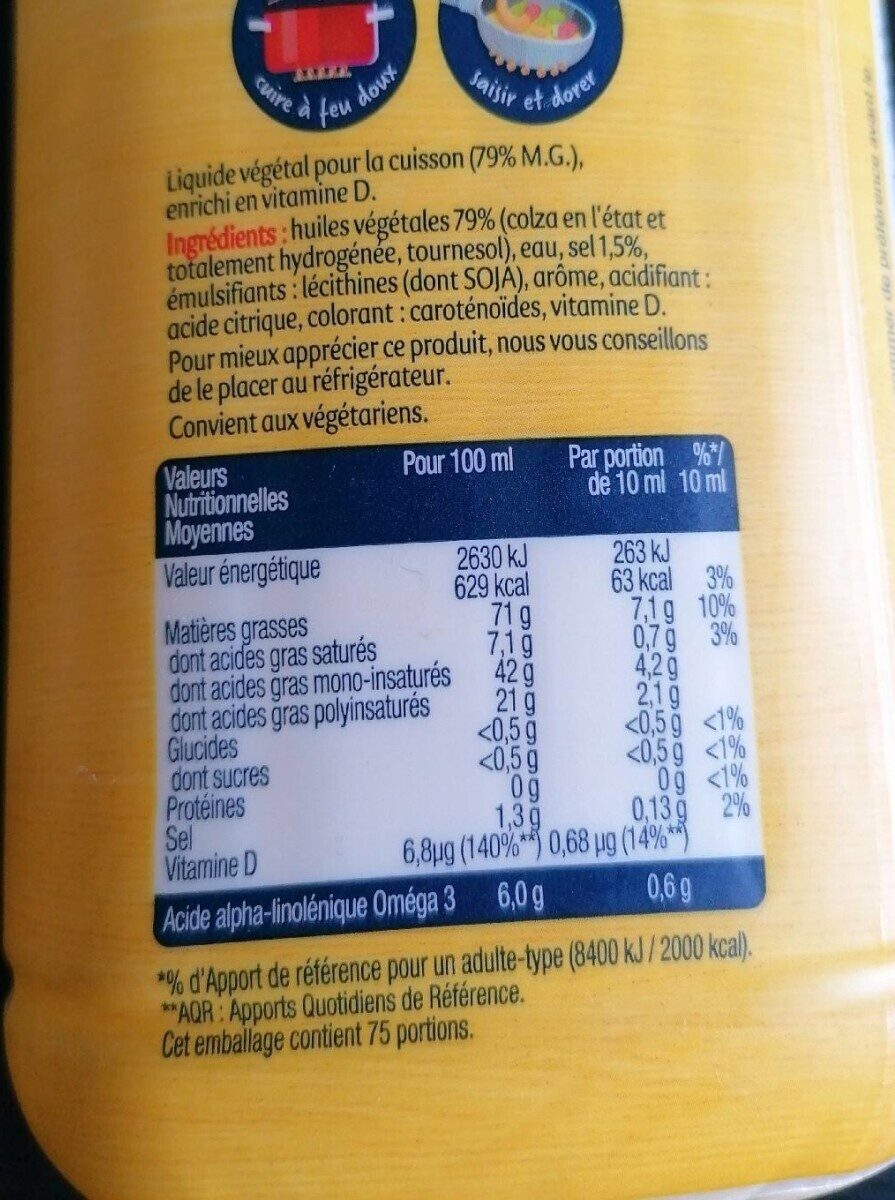 cuire à feu doux
saisir et dorer
Liquide végétal pour la cuisson (79% M.G.),
enrichi en vitamine D.
Ingrédients : huiles végétales 79% (colza en l'état et
totalement hydrogénée, tournesol), eau, sel 1,5%,
émulsifiants : lécithines (dont SOJA), arôme, acidifiant :
acide citrique, colorant : caroténoïdes, vitamine D.
Pour mieux apprécier ce produit, nous vous conseillons
de le placer au réfrigérateur.
Convient aux végétariens.
Valeurs Pour 100 ml Par portion %*/
Nutritionnelles de 10 ml 10 ml
Moyennes
Valeur énergétique 2630 kJ 263 kJ
629 kcal 63 kcal 3%
Matières grasses 71 g 7,1 g 10%
dont acides gras saturés 7,1 g 0,7 g 3%
dont acides gras mono-insaturés 42 g 4,2 g
dont acides gras polyinsaturés 21 g 2,1 g
Glucides <0,5 g <0,5 g <1%
dont sucres <0,5 g <0,5 g <1%
Protéines 0 g 0 g <1%
Sel 1,3 g 0,13 g 2%
Vitamine D 6,8µg (140%**) 0,68 µg (14%**)
Acide alpha-linolénique Oméga 3 6,0 g 0,6 g
*% d'Apport de référence pour un adulte-type (8400 kJ / 2000 kcal).
**AQR : Apports Quotidiens de Référence.
Cet emballage contient 75 portions.